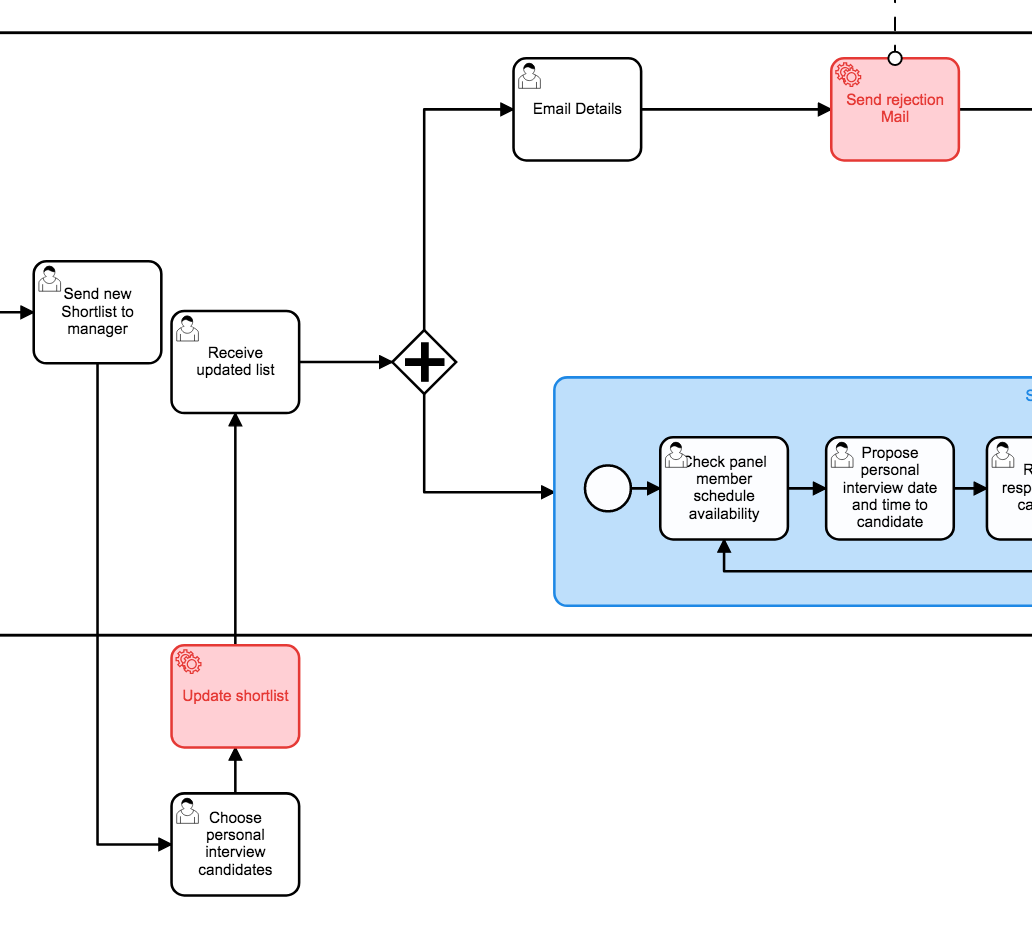 Email Details
Send rejection
Mail
Send new
Shortlist to
manager
Receive
updated list
Check panel
member
schedule
availability
Propose
personal
interview date
and time to
candidate
Update shortlist
Choose
personal
interview
candidates